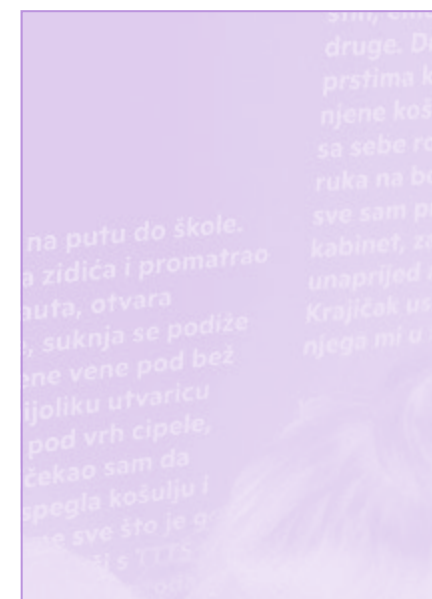 na putu do škole.
a zidića i promatrao
auta, otvara
suknja se podiže
ene vene pod bež
ijoliku utvaricu
pod vrh cipele,
čekao sam da
spegla košulju i
me sve što je
i s TTTS
druge. D
prstima k
njene koš
sa sebe ro
ruka na b
sve sam p
kabinet, z
unaprijed
Krajičak us
njega mi u